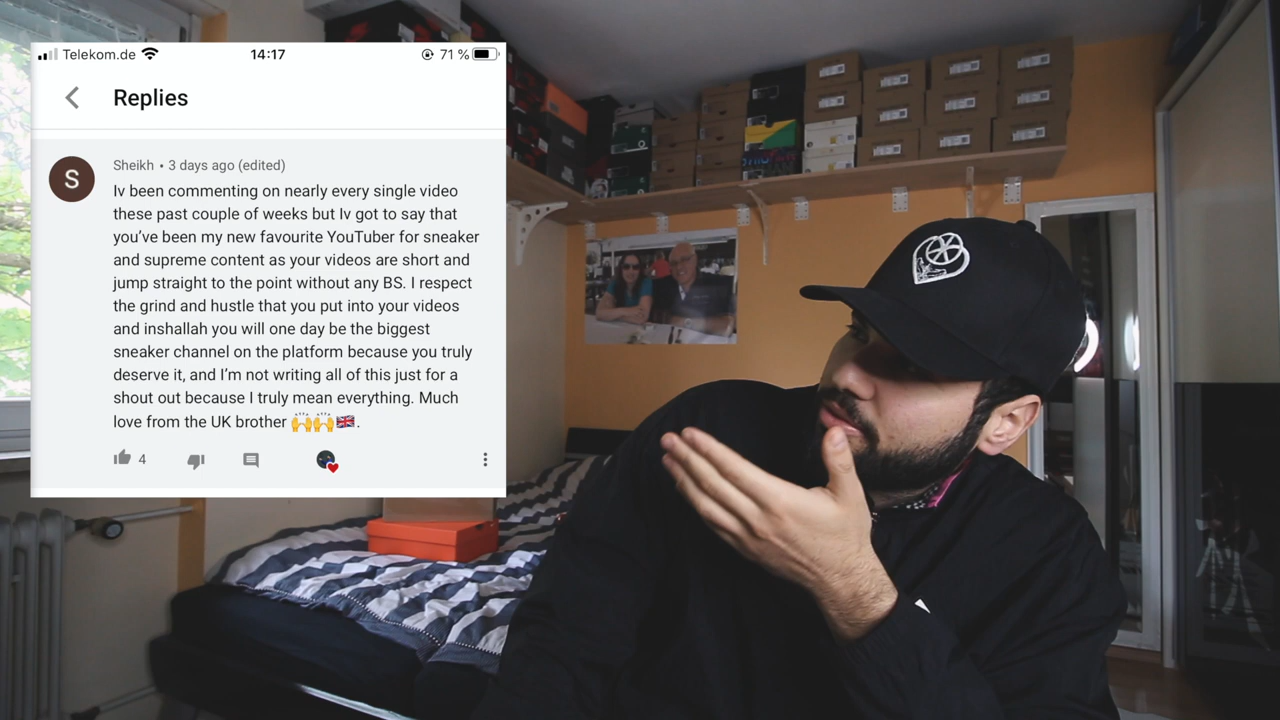 Telekom.de 14:17 71 %
Replies
S
Sheikh • 3 days ago (edited)
Iv been commenting on nearly every single video
these past couple of weeks but Iv got to say that
you've been my new favourite YouTuber for sneaker
and supreme content as your videos are short and
jump straight to the point without any BS. I respect
the grind and hustle that you put into your videos
and inshallah you will one day be the biggest
sneaker channel on the platform because you truly
deserve it, and I'm not writing all of this just for a
shout out because I truly mean everything. Much
love from the UK brother 🙌🙌🇬🇧.
4